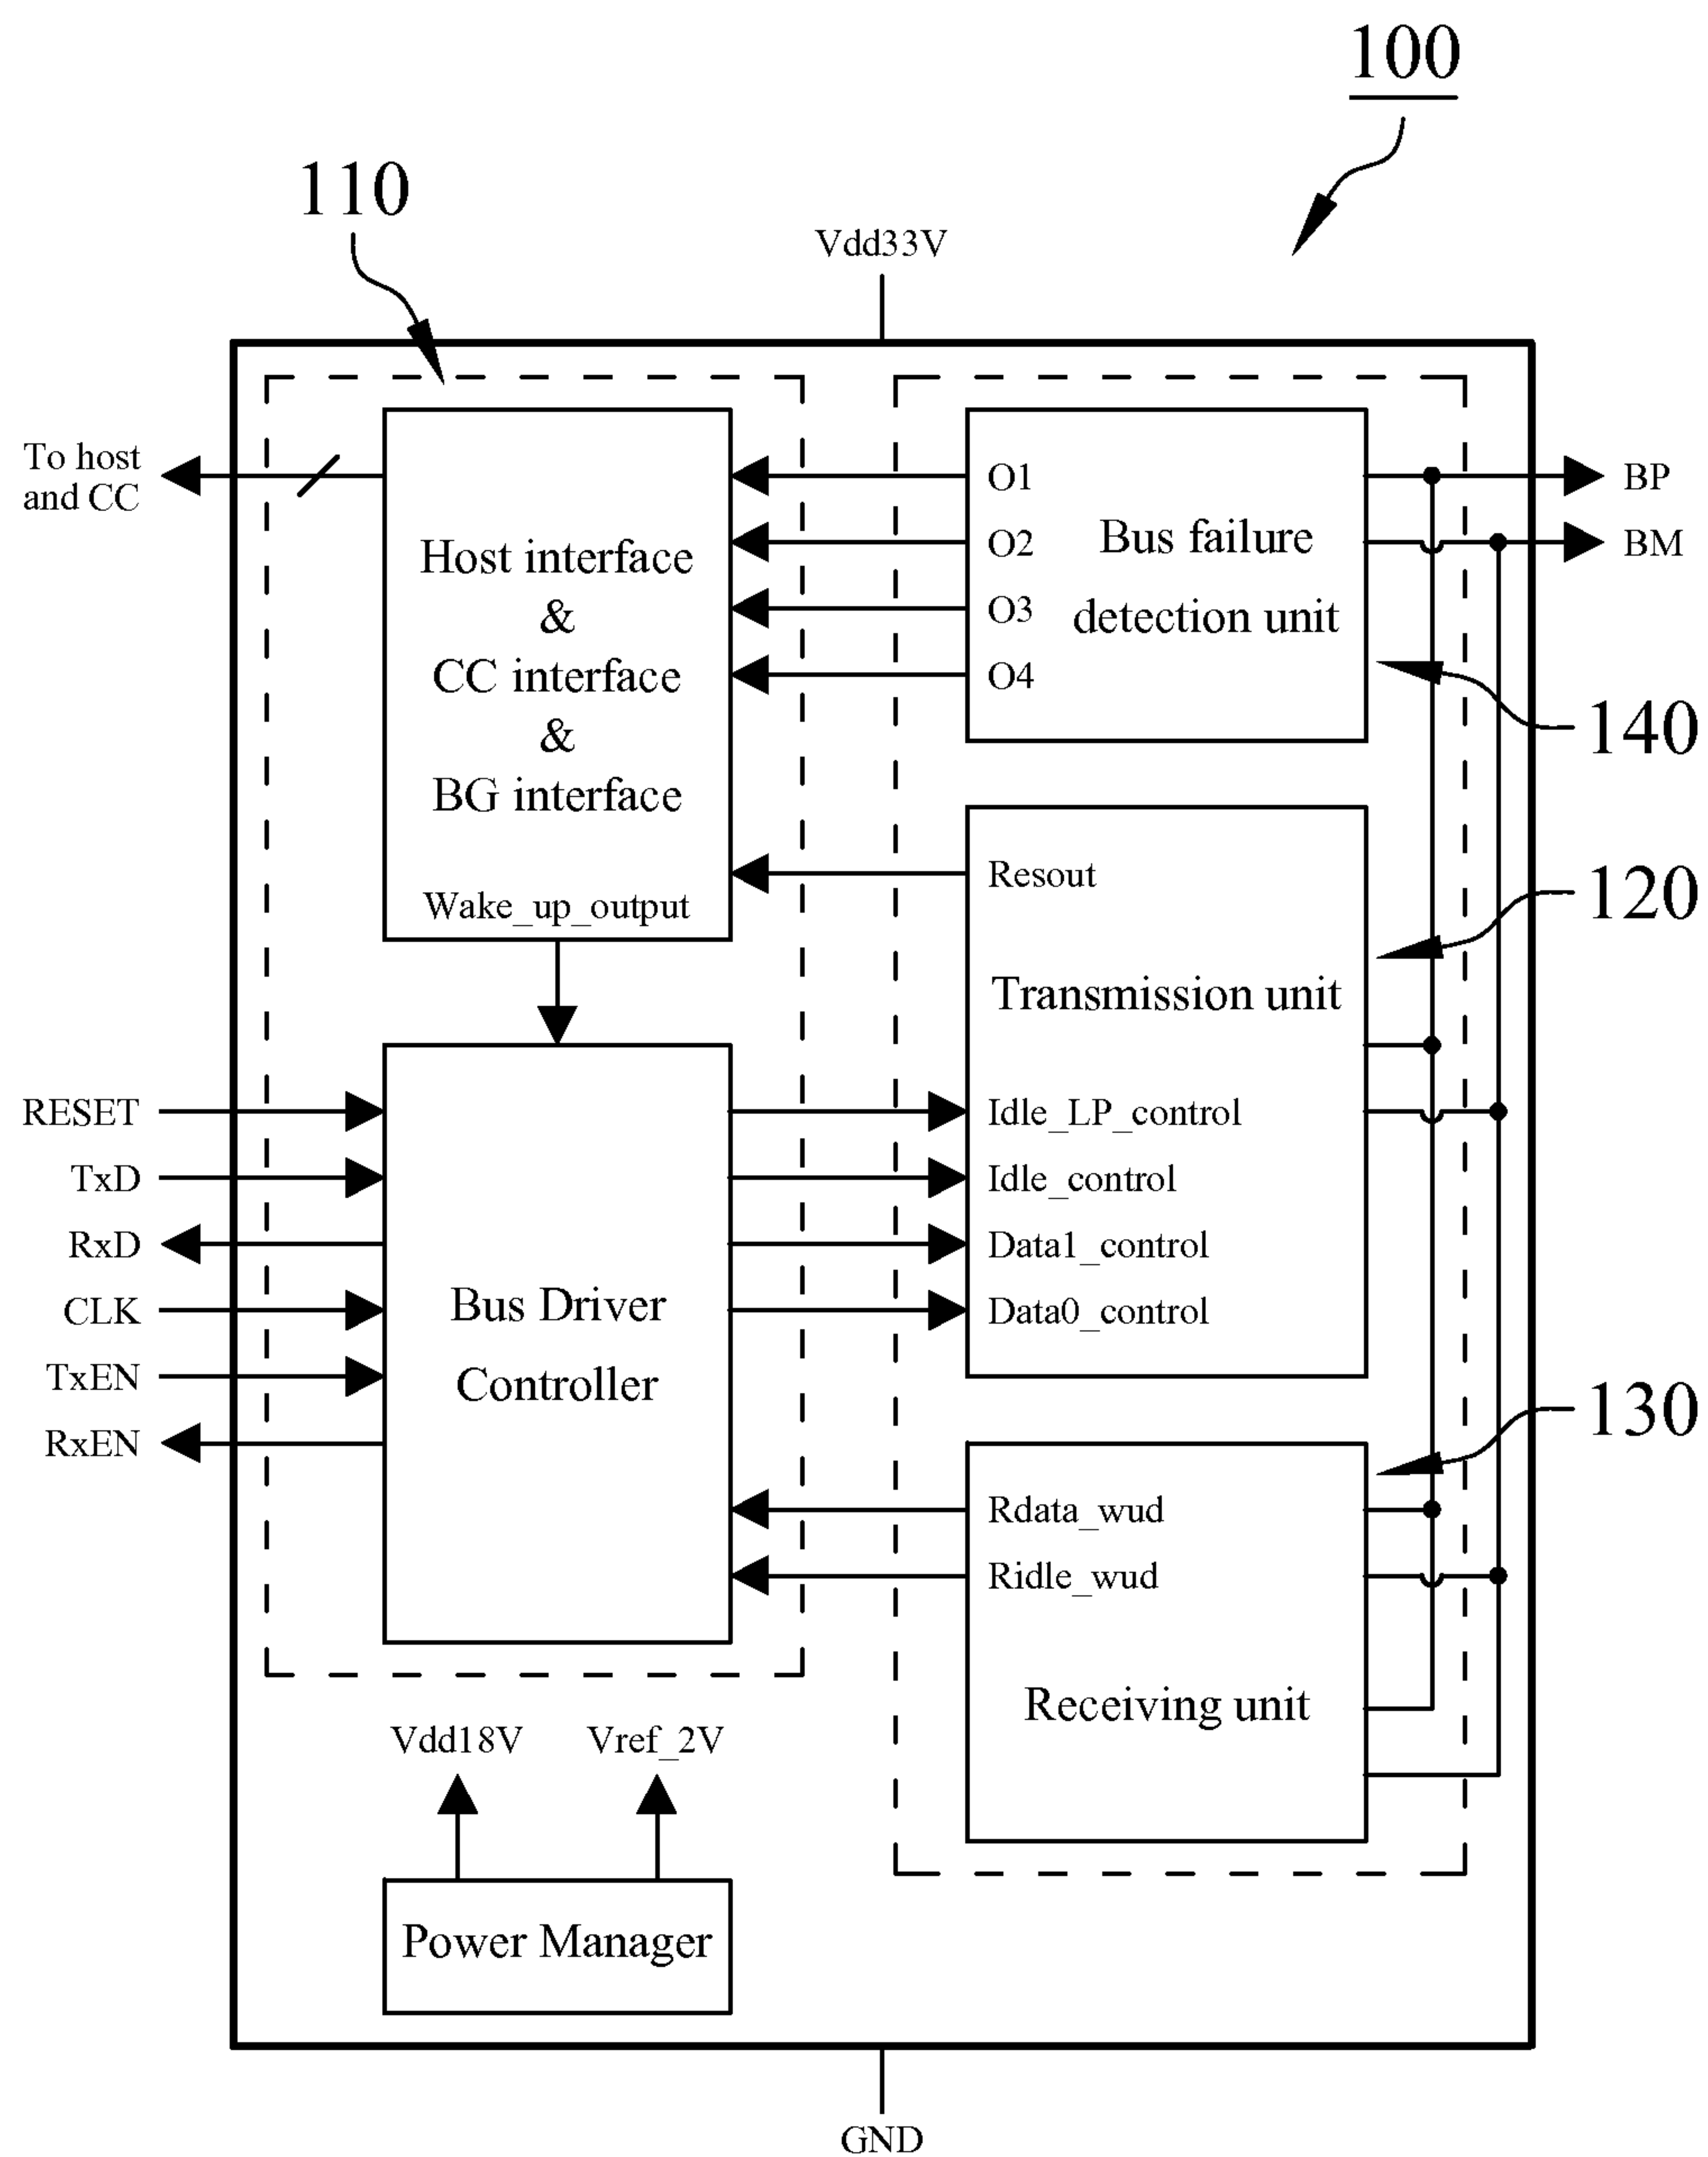 100
110
Vdd33V
To host
and CC
Host interface
&
CC interface
&
BG interface
Wake_up_output
O1
O2
O3
O4
Bus failure
detection unit
BP
BM
140
Resout
Transmission unit
Idle_LP_control
Idle_control
Data1_control
Data0_control
120
RESET
TxD
RxD
CLK
TxEN
RxEN
Bus Driver
Controller
130
Rdata_wud
Ridle_wud
Receiving unit
Vdd18V
Vref_2V
Power Manager
GND